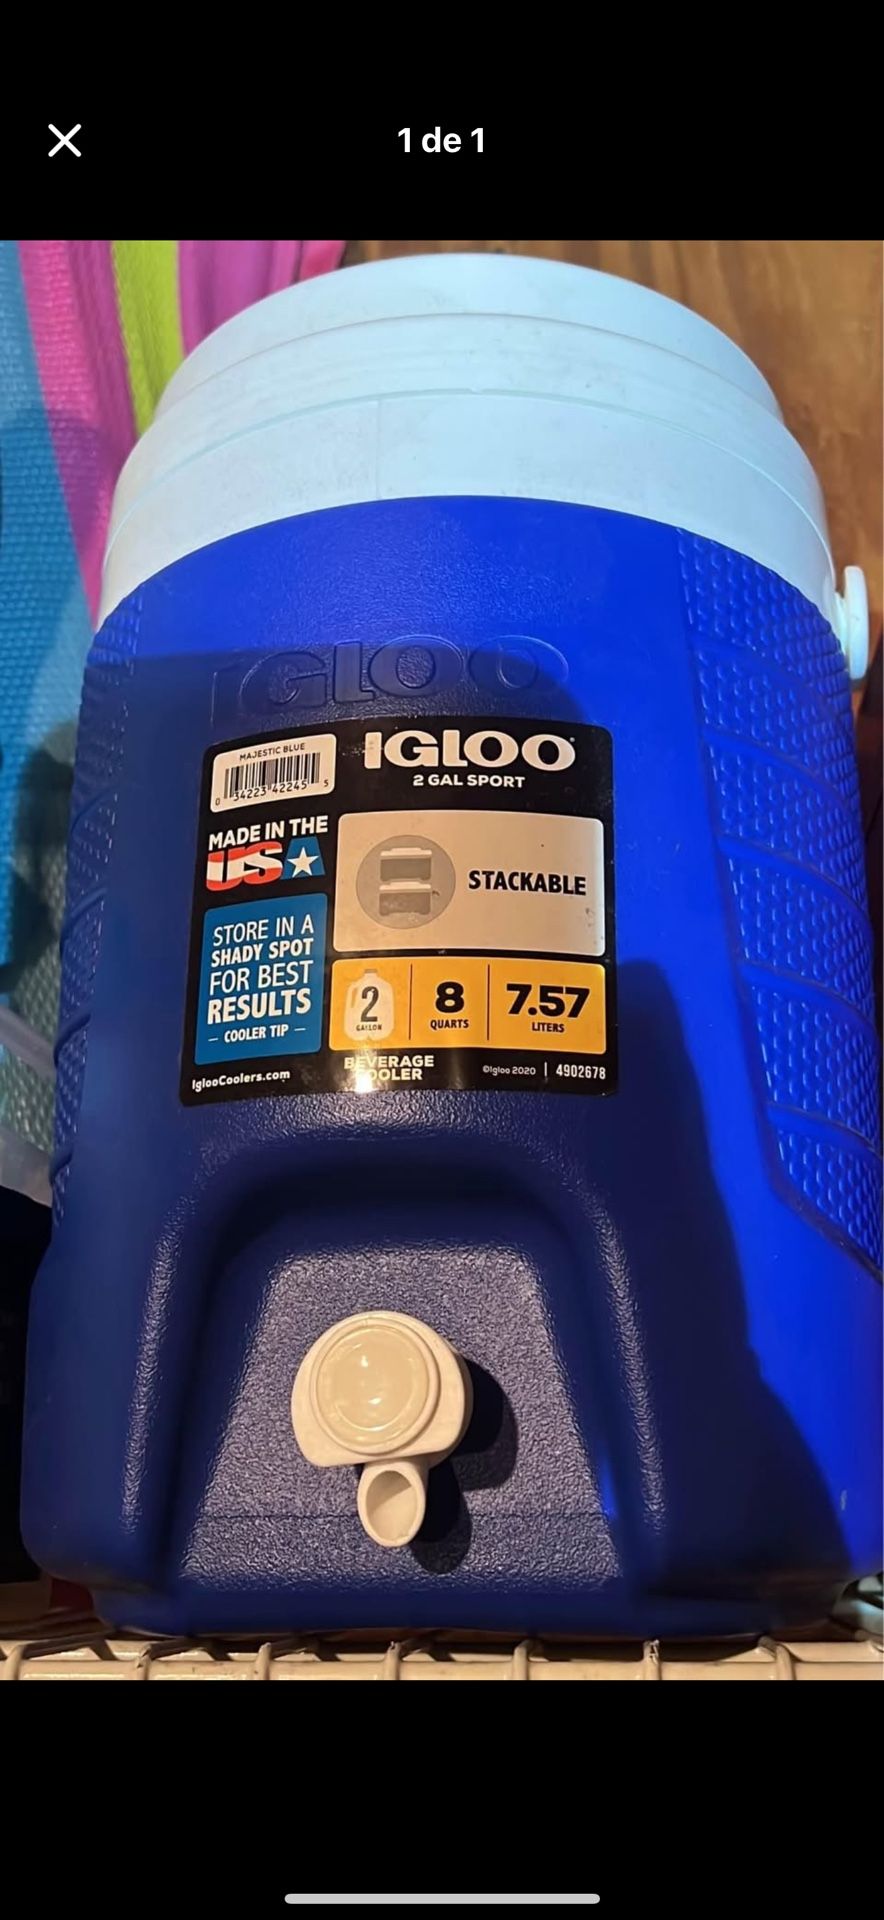 1 de 1
IGLOO
MAJESTIC BLUE
0 34223 42245 5
IGLOO
2 GAL SPORT
MADE IN THE
USA
STACKABLE
STORE IN A
SHADY SPOT
FOR BEST
RESULTS
— COOLER TIP —
2
GALLON
8
QUARTS
7.57
LITERS
IglooCoolers.com
BEVERAGE
COOLER
©Igloo 2020 | 4902678